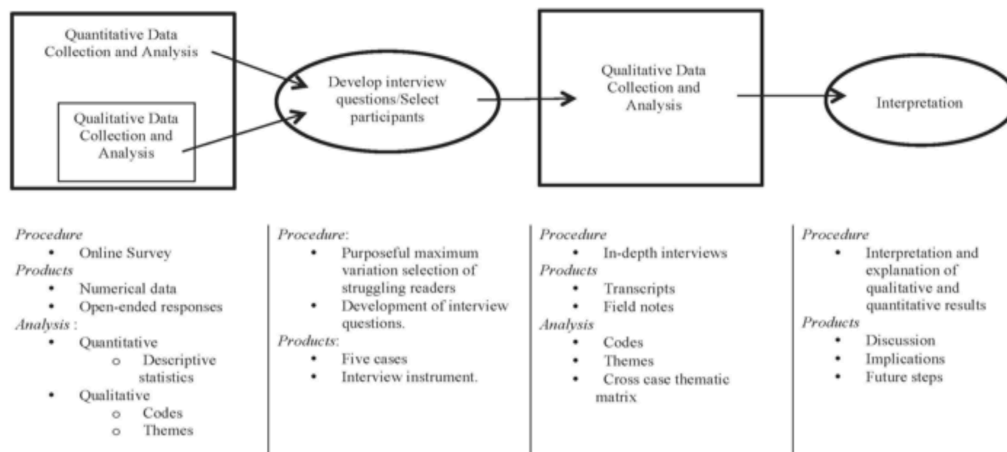 Quantitative Data
Collection and Analysis
Qualitative Data
Collection and
Analysis
Develop interview
questions/Select
participants
Qualitative Data
Collection and
Analysis
Interpretation
Procedure
• Online Survey
Products
• Numerical data
• Open-ended responses
Analysis :
• Quantitative
o Descriptive
statistics
• Qualitative
o Codes
o Themes
Procedure:
• Purposeful maximum
variation selection of
struggling readers
• Development of interview
questions.
Products:
• Five cases
• Interview instrument.
Procedure
• In-depth interviews
Products
• Transcripts
• Field notes
Analysis
• Codes
• Themes
• Cross case thematic
matrix
Procedure
• Interpretation and
explanation of
qualitative and
quantitative results
Products
• Discussion
• Implications
• Future steps